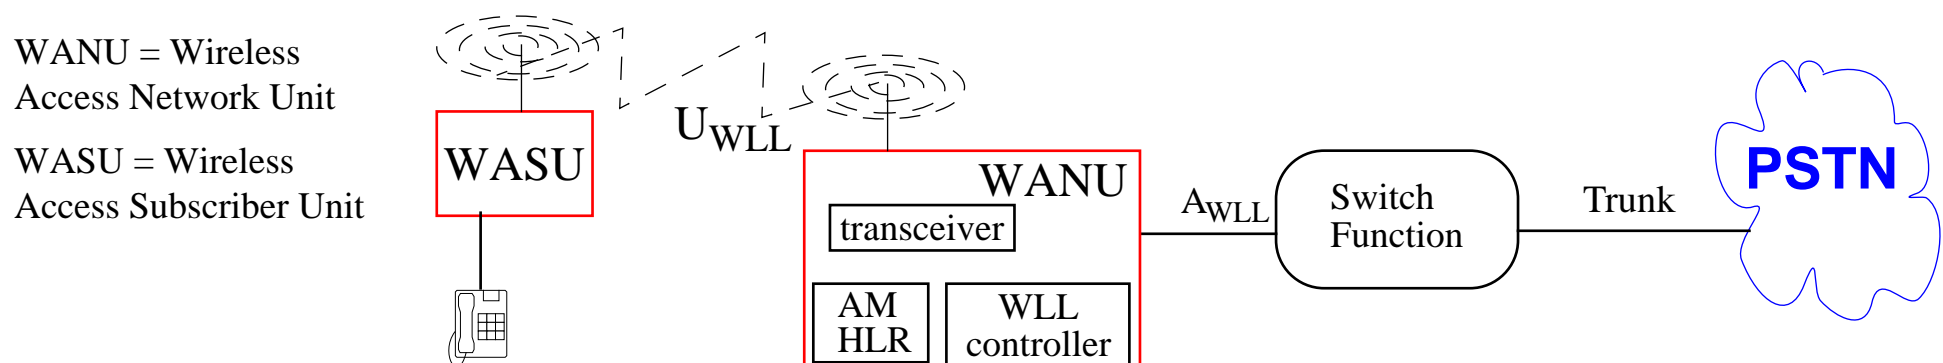 WANU = Wireless
Access Network Unit
WASU = Wireless
Access Subscriber Unit
WASU
UWLL
WANU
transceiver
AM
HLR
WLL
controller
AWLL
Switch
Function
Trunk
PSTN